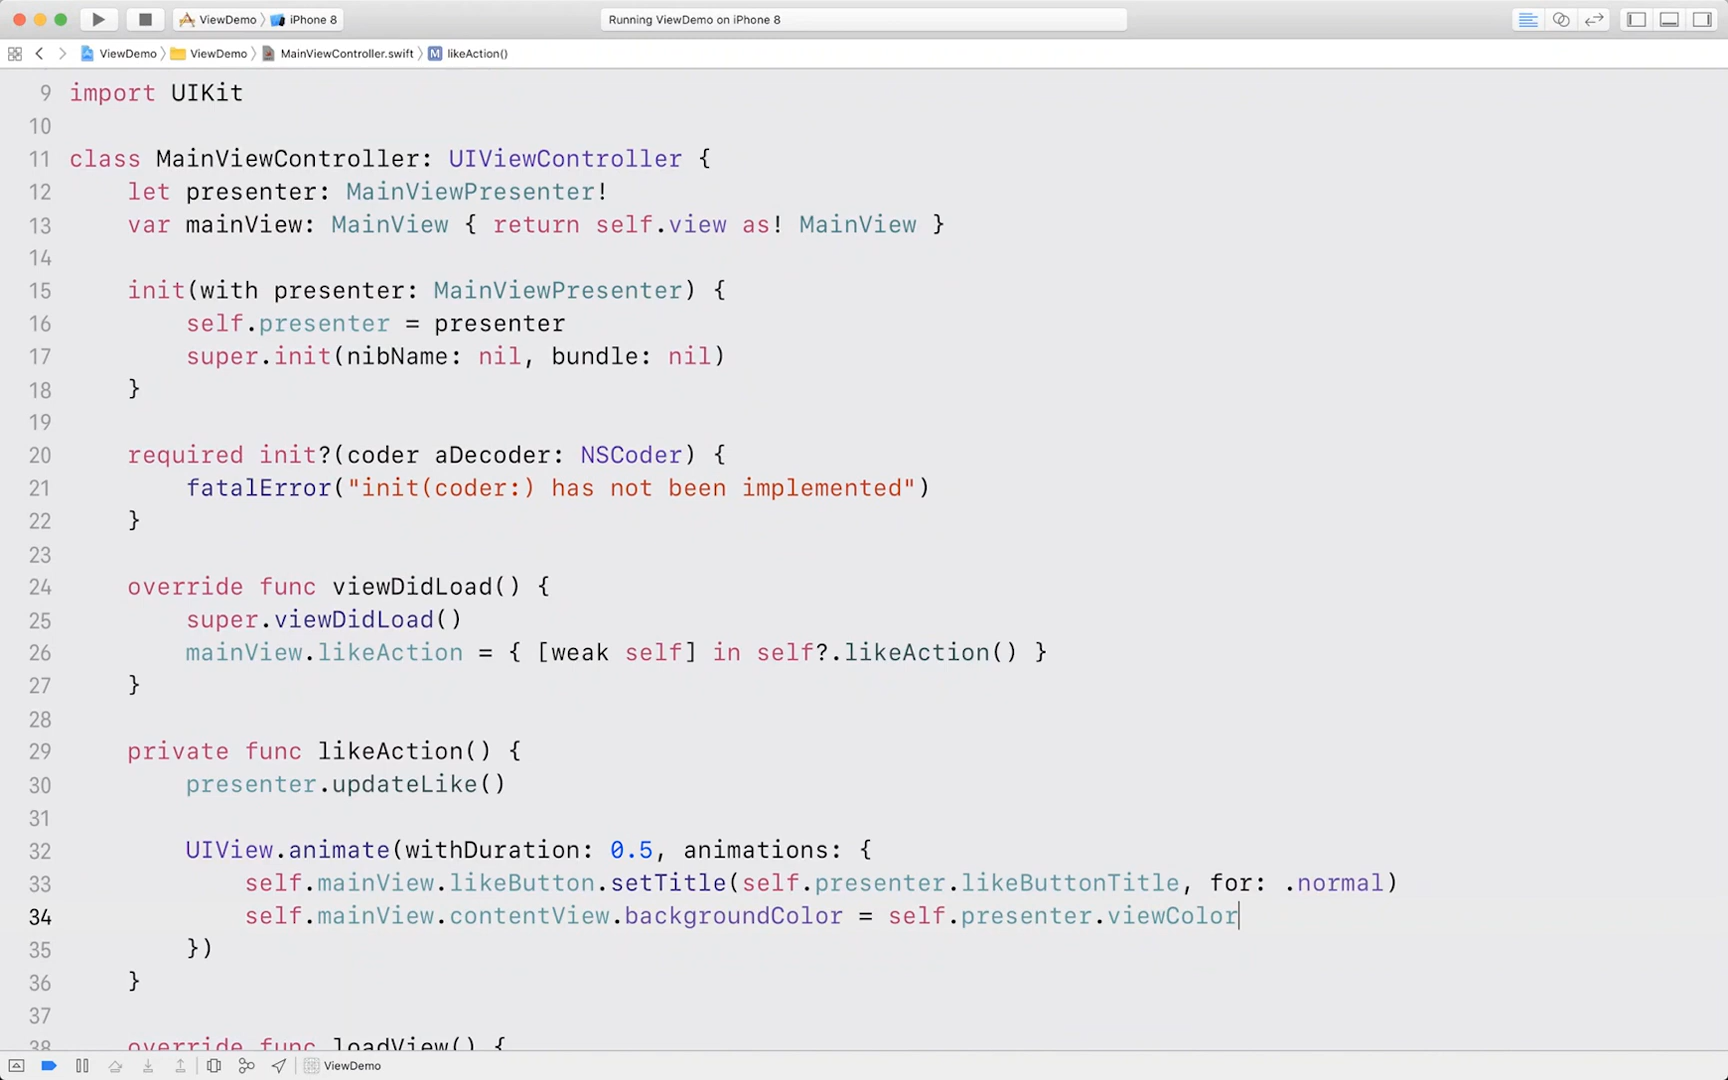 ViewDemo iPhone 8 Running ViewDemo on iPhone 8
ViewDemo ViewDemo MainViewController.swift M likeAction()
9 import UIKit
10
11 class MainViewController: UIViewController {
12 let presenter: MainViewPresenter!
13 var mainView: MainView { return self.view as! MainView }
14
15 init(with presenter: MainViewPresenter) {
16 self.presenter = presenter
17 super.init(nibName: nil, bundle: nil)
18 }
19
20 required init?(coder aDecoder: NSCoder) {
21 fatalError("init(coder:) has not been implemented")
22 }
23
24 override func viewDidLoad() {
25 super.viewDidLoad()
26 mainView.likeAction = { [weak self] in self?.likeAction() }
27 }
28
29 private func likeAction() {
30 presenter.updateLike()
31
32 UIView.animate(withDuration: 0.5, animations: {
33 self.mainView.likeButton.setTitle(self.presenter.likeButtonTitle, for: .normal)
34 self.mainView.contentView.backgroundColor = self.presenter.viewColor
35 })
36 }
37
38 override func loadView() {
ViewDemo